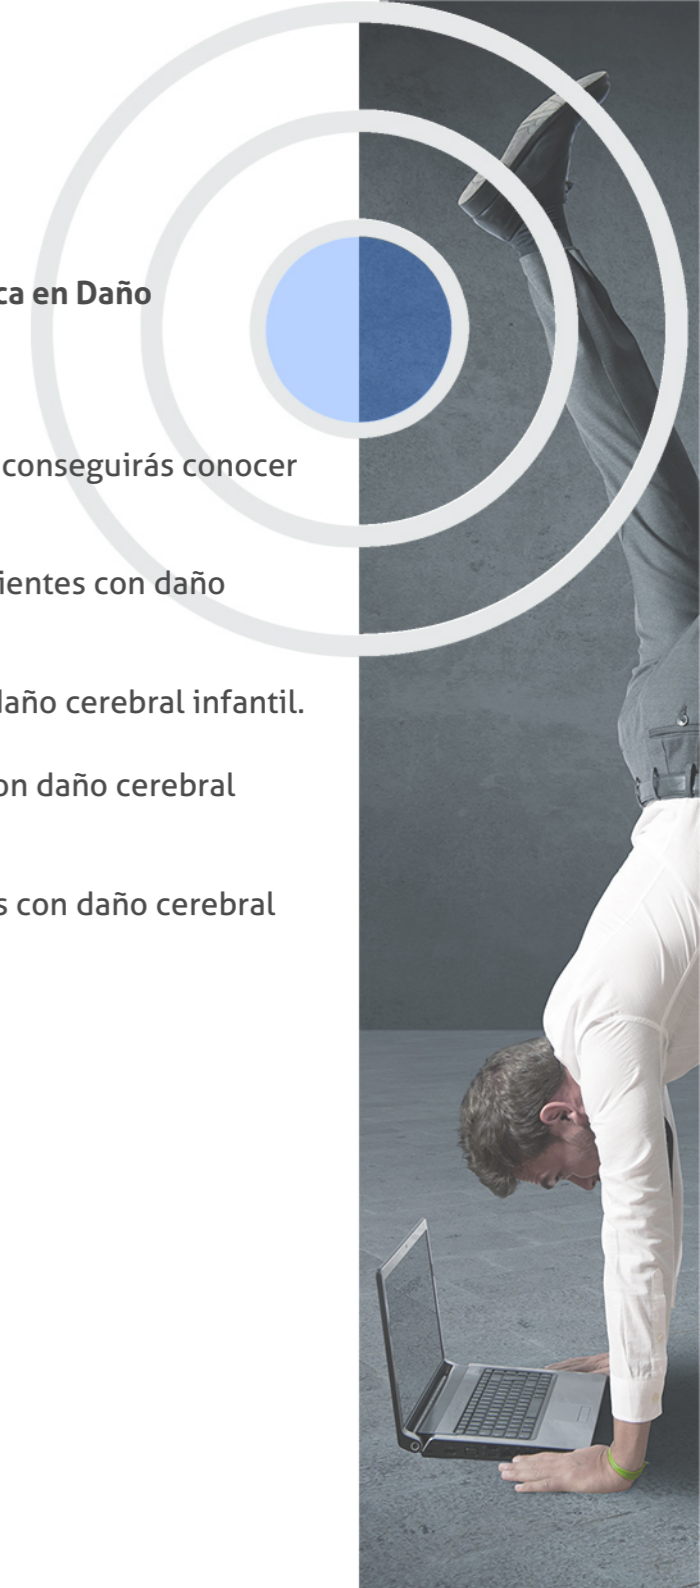 ca en Daño
conseguirás conocer
ientes con daño
daño cerebral infantil.
on daño cerebral
s con daño cerebral